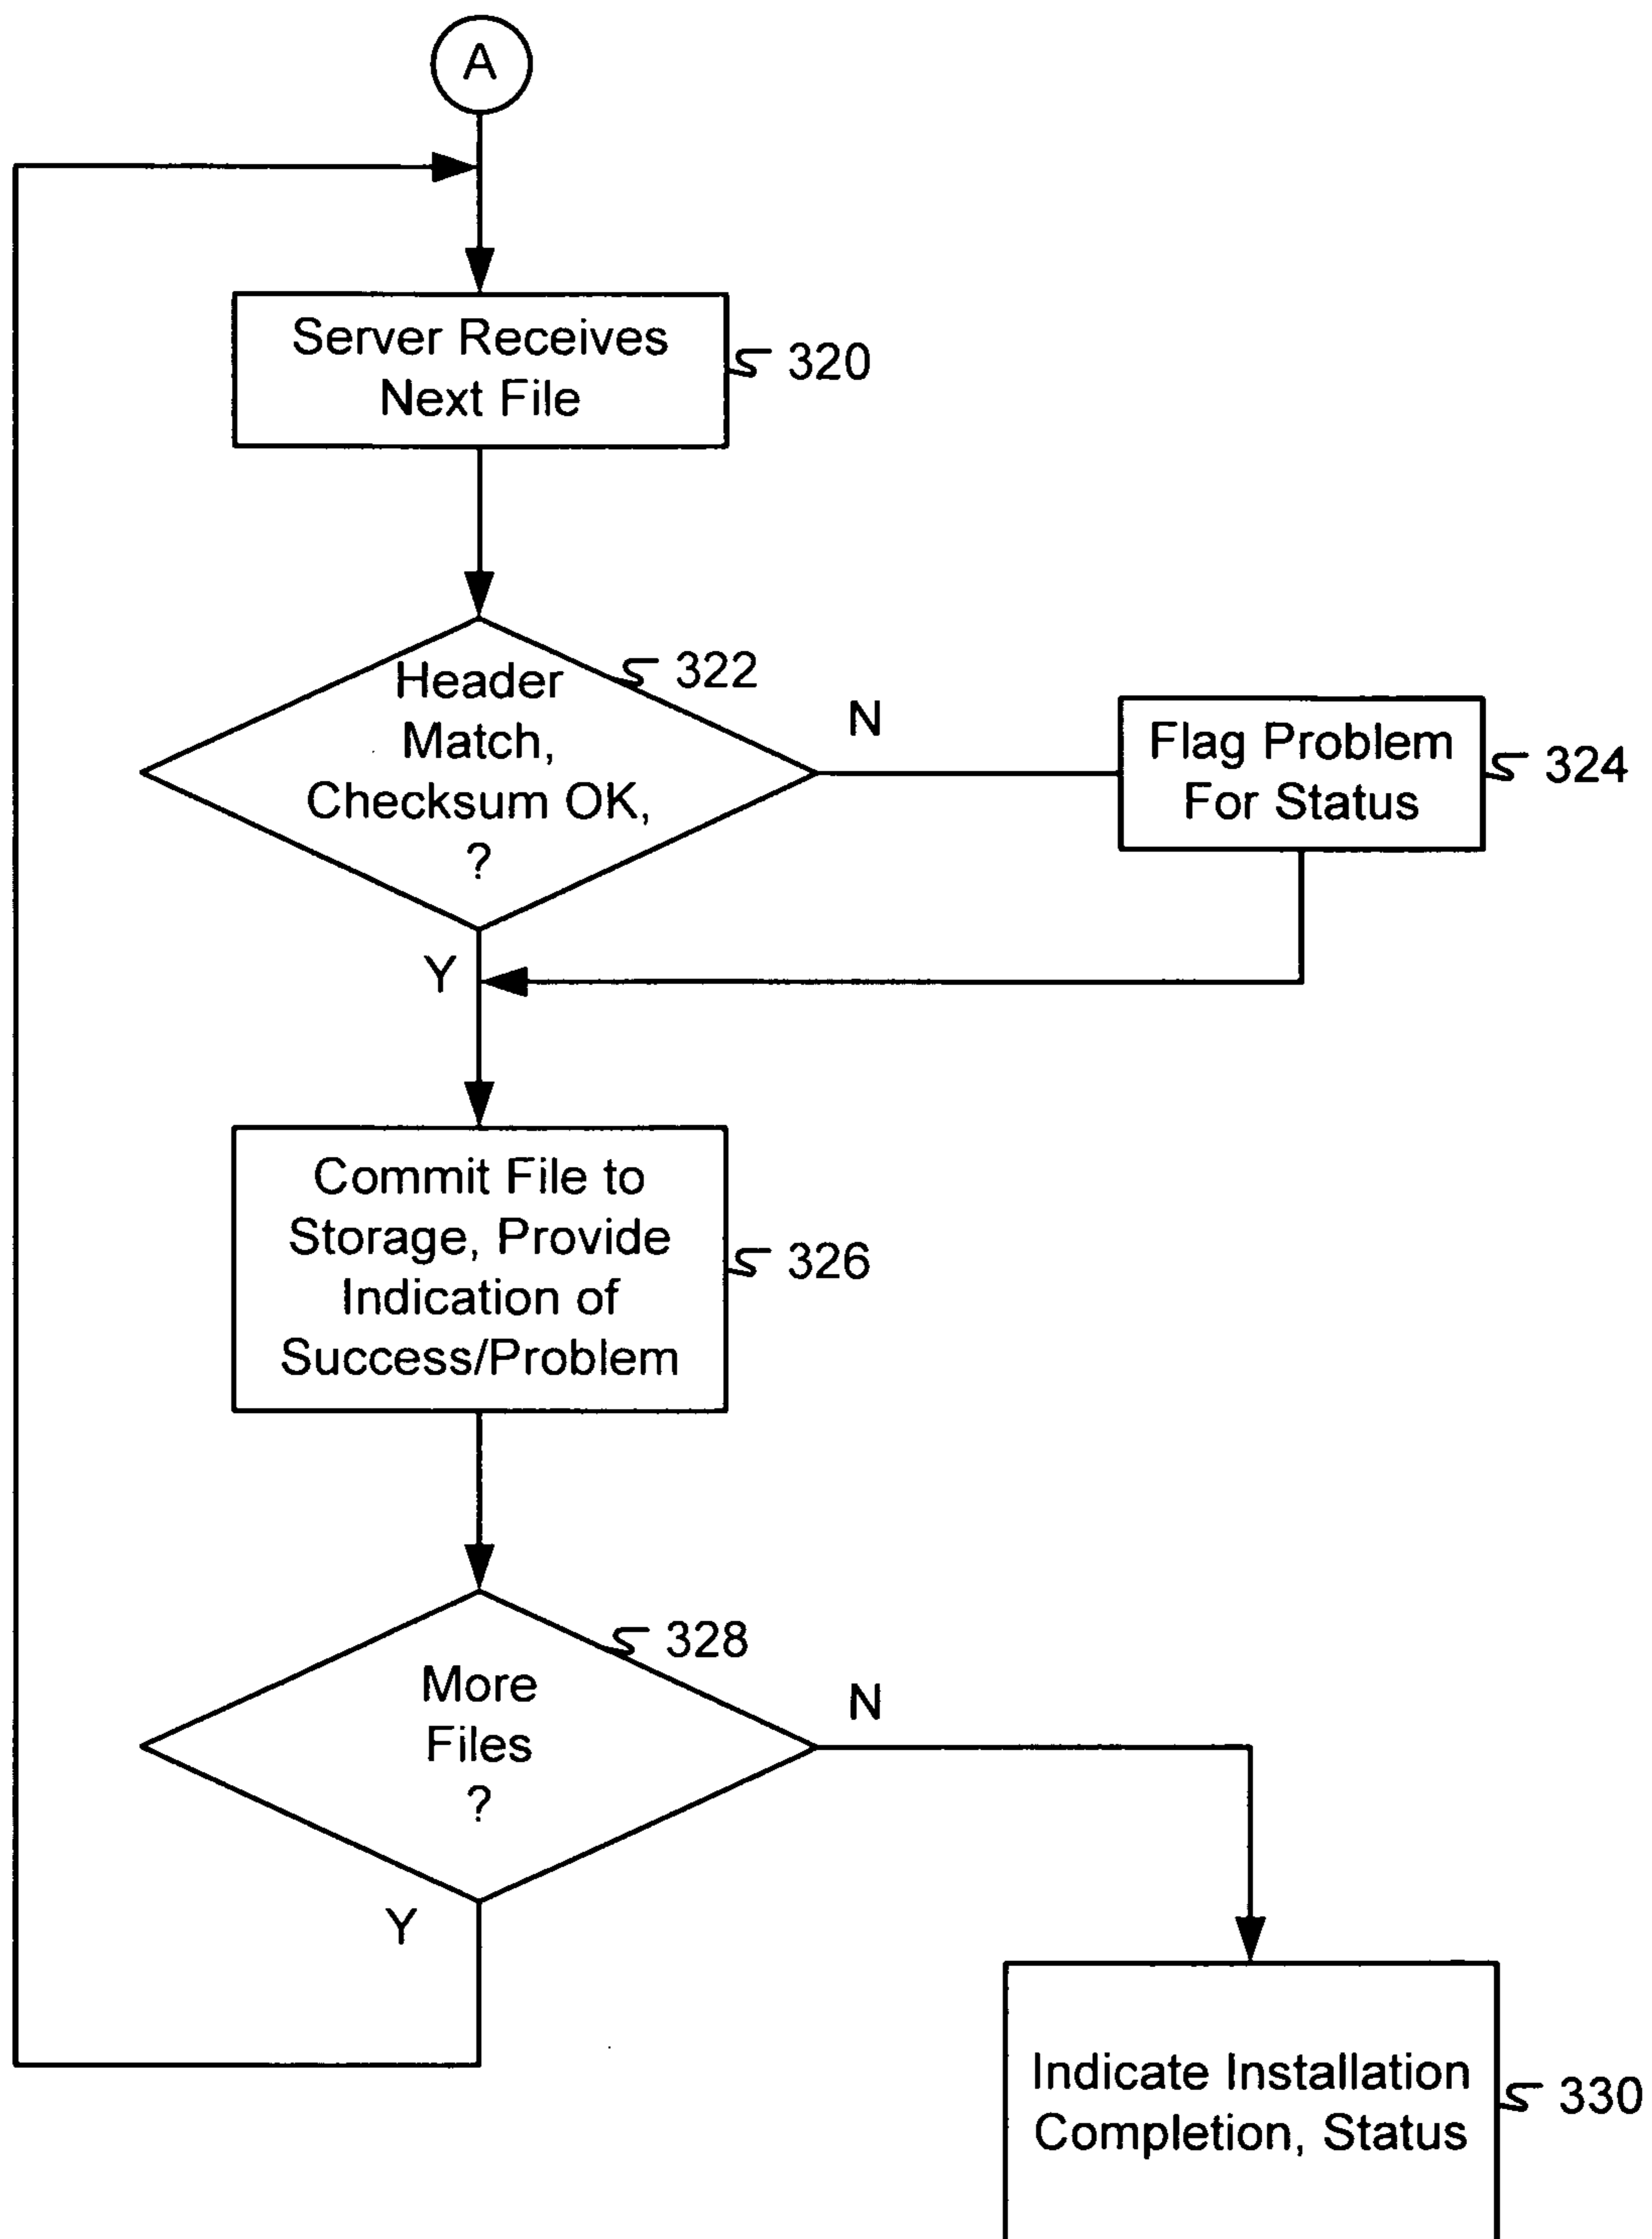 A
Server Receives
Next File
320
Header
Match,
Checksum OK,
?
322
N
Flag Problem
For Status
324
Y
Commit File to
Storage, Provide
Indication of
Success/Problem
326
More
Files
?
328
N
Y
Indicate Installation
Completion, Status
330